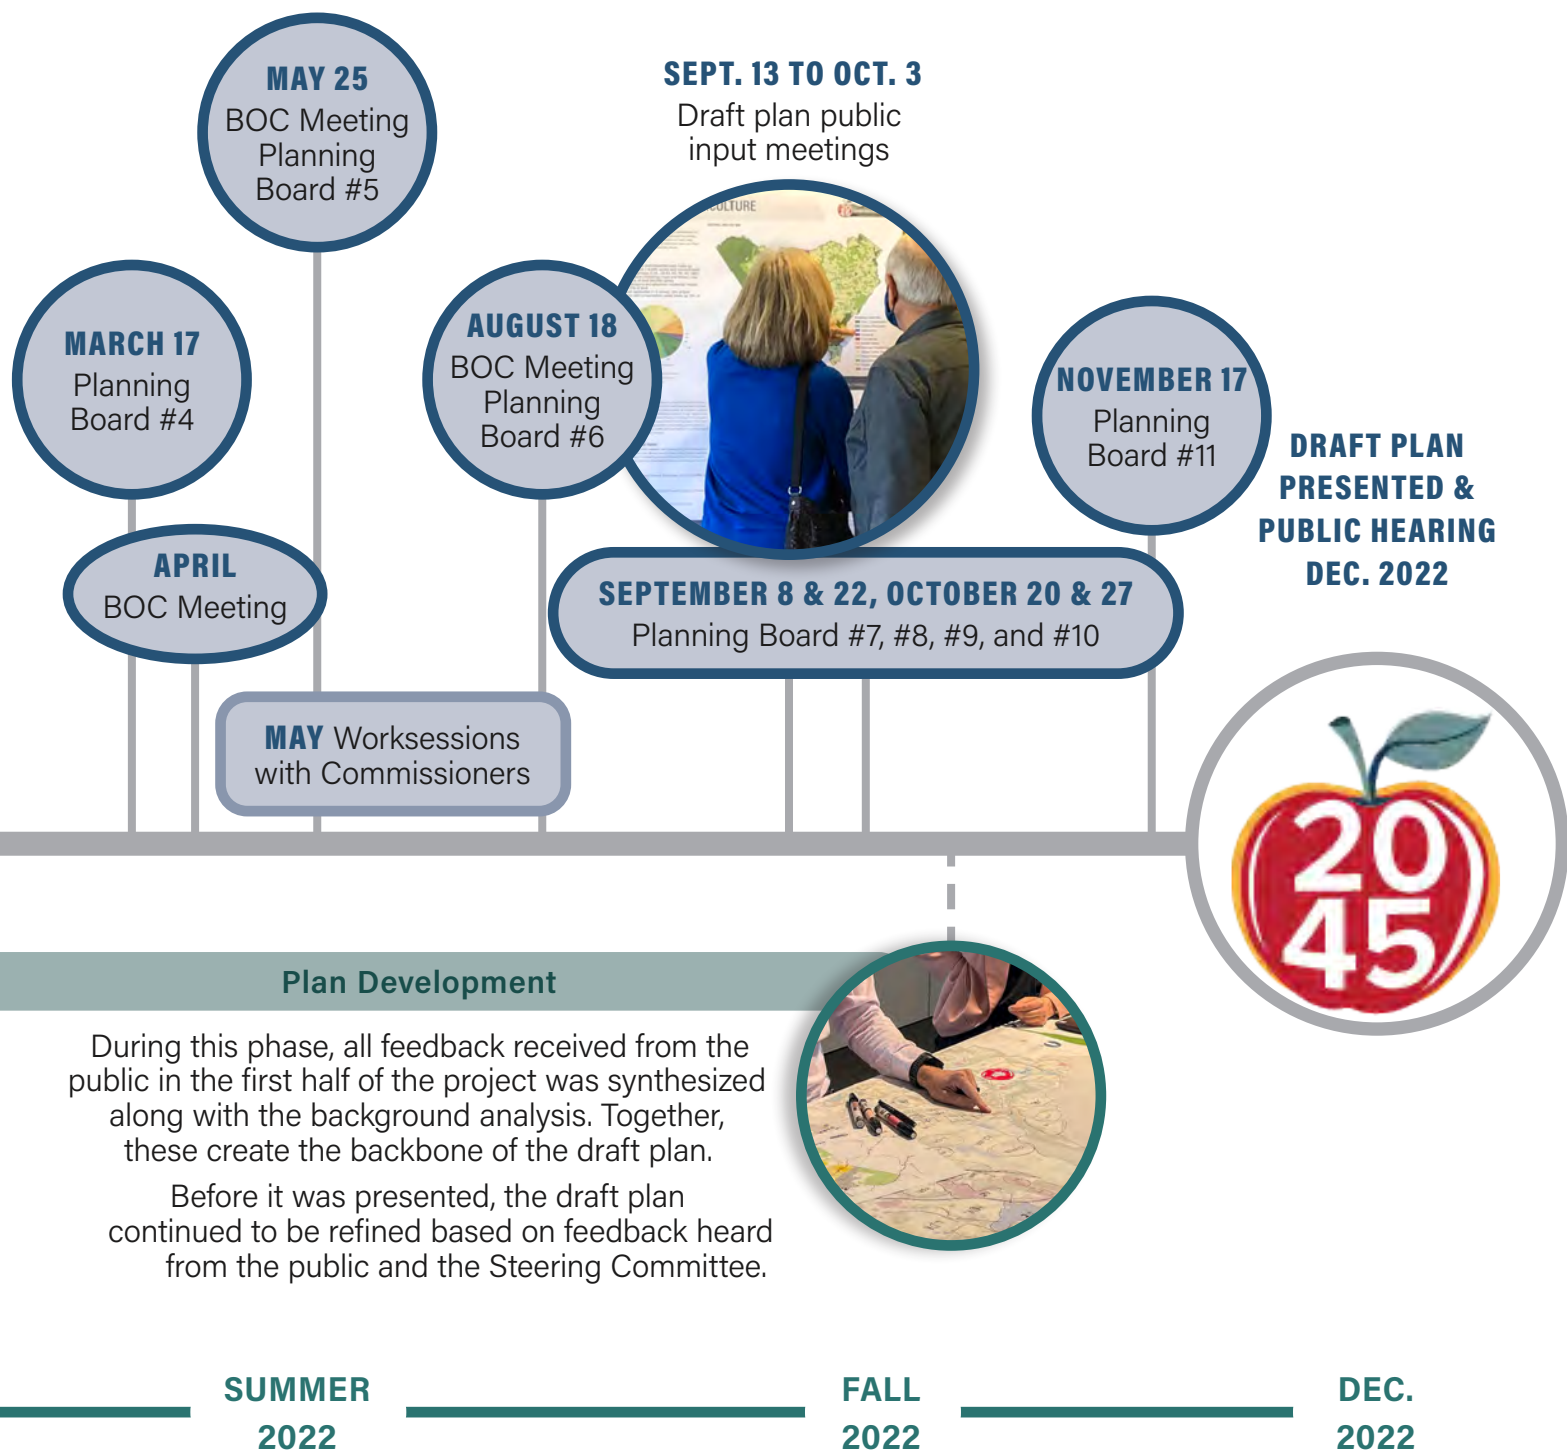 MAY 25
BOC Meeting
Planning
Board #5
SEPT. 13 TO OCT. 3
Draft plan public
input meetings
MARCH 17
Planning
Board #4
AUGUST 18
BOC Meeting
Planning
Board #6
NOVEMBER 17
Planning
Board #11
DRAFT PLAN
PRESENTED &
PUBLIC HEARING
DEC. 2022
APRIL
BOC Meeting
SEPTEMBER 8 & 22, OCTOBER 20 & 27
Planning Board #7, #8, #9, and #10
MAY Worksessions
with Commissioners
20
45
Plan Development
During this phase, all feedback received from the
public in the first half of the project was synthesized
along with the background analysis. Together,
these create the backbone of the draft plan.
Before it was presented, the draft plan
continued to be refined based on feedback heard
from the public and the Steering Committee.
SUMMER
2022
FALL
2022
DEC.
2022